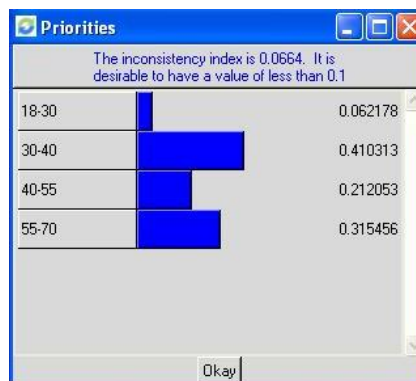 Priorities
The inconsistency index is 0.0664. It is
desirable to have a value of less than 0.1
18-30 0.062178
30-40 0.410313
40-55 0.212053
55-70 0.315456
Okay